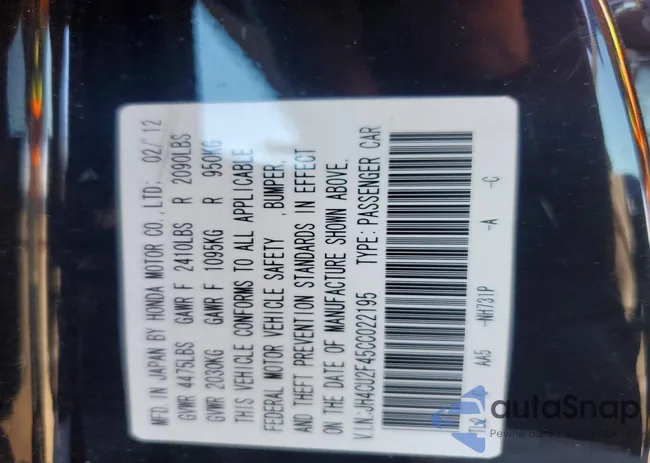 MFD. IN JAPAN BY HONDA MOTOR CO., LTD: 02/ 12
GVWR 4475LBS GAWR F 2410LBS R 2090LBS
GVWR 2030KG GAWR F 1095KG R 950KG
THIS VEHICLE CONFORMS TO ALL APPLICABLE
FEDERAL MOTOR VEHICLE SAFETY ,BUMPER,
AND THEFT PREVENTION STANDARDS IN EFFECT
ON THE DATE OF MANUFACTURE SHOWN ABOVE.
V.I.N:JH4CU2F45CC022195 TYPE:PASSENGER CAR
AA5 -NH731P -A -C
autoSnap